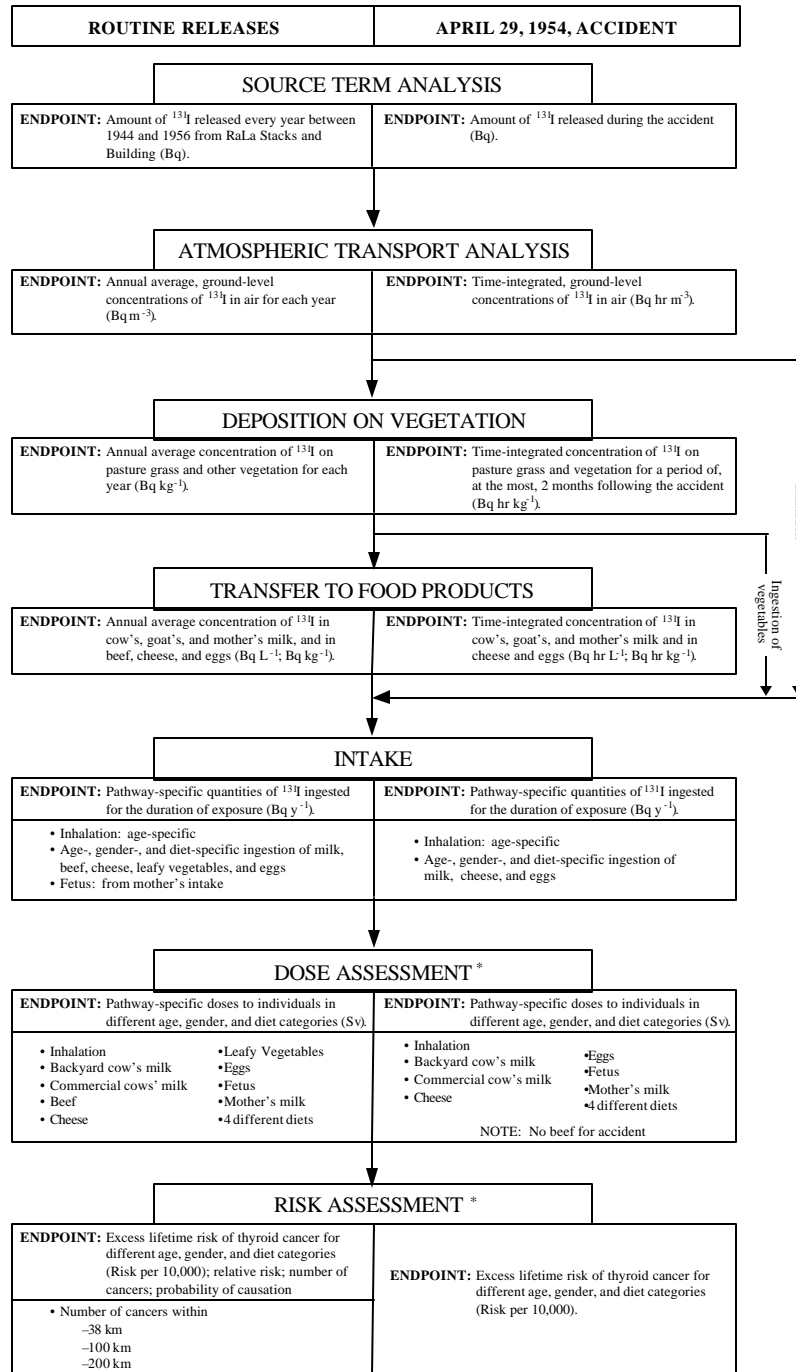 ROUTINE RELEASES
APRIL 29, 1954, ACCIDENT
SOURCE TERM ANALYSIS
ENDPOINT: Amount of ¹³¹I released every year between
1944 and 1956 from RaLa Stacks and
Building (Bq).
ENDPOINT: Amount of ¹³¹I released during the accident
(Bq).
ATMOSPHERIC TRANSPORT ANALYSIS
ENDPOINT: Annual average, ground-level
concentrations of ¹³¹I in air for each year
(Bq m⁻³).
ENDPOINT: Time-integrated, ground-level
concentrations of ¹³¹I in air (Bq hr m⁻³).
DEPOSITION ON VEGETATION
ENDPOINT: Annual average concentration of ¹³¹I on
pasture grass and other vegetation for each
year (Bq kg⁻¹).
ENDPOINT: Time-integrated concentration of ¹³¹I on
pasture grass and vegetation for a period of,
at the most, 2 months following the accident
(Bq hr kg⁻¹).
TRANSFER TO FOOD PRODUCTS
ENDPOINT: Annual average concentration of ¹³¹I in
cow's, goat's, and mother's milk, and in
beef, cheese, and eggs (Bq L⁻¹; Bq kg⁻¹).
ENDPOINT: Time-integrated concentration of ¹³¹I in
cow's, goat's, and mother's milk and in
cheese and eggs (Bq hr L⁻¹; Bq hr kg⁻¹).
Ingestion of
vegetables
INTAKE
ENDPOINT: Pathway-specific quantities of ¹³¹I ingested
for the duration of exposure (Bq y⁻¹).
• Inhalation: age-specific
• Age-, gender-, and diet-specific ingestion of milk,
beef, cheese, leafy vegetables, and eggs
• Fetus: from mother's intake
ENDPOINT: Pathway-specific quantities of ¹³¹I ingested
for the duration of exposure (Bq y⁻¹).
• Inhalation: age-specific
• Age-, gender-, and diet-specific ingestion of
milk, cheese, and eggs
DOSE ASSESSMENT *
ENDPOINT: Pathway-specific doses to individuals in
different age, gender, and diet categories (Sv).
• Inhalation
• Backyard cow's milk
• Commercial cows' milk
• Beef
• Cheese
•Leafy Vegetables
•Eggs
•Fetus
•Mother's milk
•4 different diets
ENDPOINT: Pathway-specific doses to individuals in
different age, gender, and diet categories (Sv).
• Inhalation
• Backyard cow's milk
• Commercial cow's milk
• Cheese
•Eggs
•Fetus
•Mother's milk
•4 different diets
NOTE: No beef for accident
RISK ASSESSMENT *
ENDPOINT: Excess lifetime risk of thyroid cancer for
different age, gender, and diet categories
(Risk per 10,000); relative risk; number of
cancers; probability of causation
• Number of cancers within
–38 km
–100 km
–200 km
ENDPOINT: Excess lifetime risk of thyroid cancer for
different age, gender, and diet categories
(Risk per 10,000).